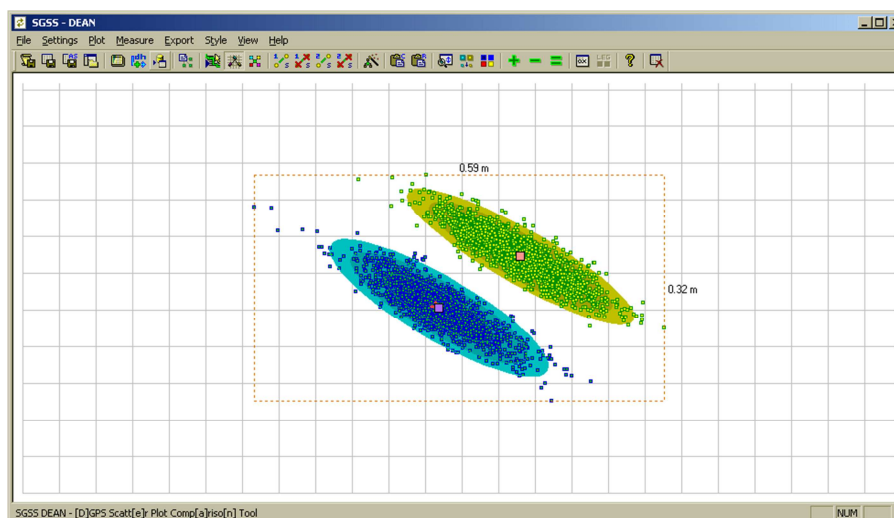 SGSS - DEAN
File Settings Plot Measure Export Style View Help
0.59 m
0.32 m
SGSS DEAN - [D]GPS Scatt[e]r Plot Comp[a]riso[n] Tool
NUM